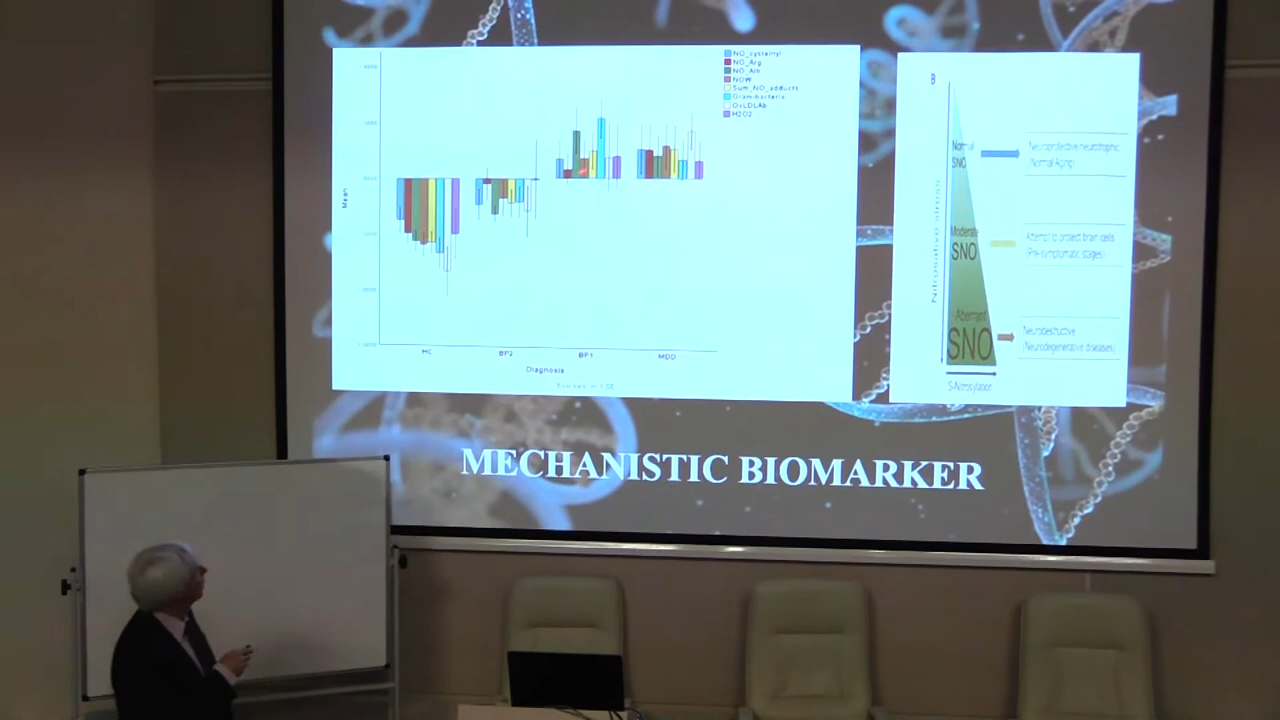 NO_cysteinyl
NO_Arg
NO_Alb
NOW
Sum_NO_adducts
Gram-bacteria
OxLDLAb
H2O2
Mean
HC
BP2
BP1
MDD
Diagnosis
B
Nitrosative stress
Normal
SNO
Neuroprotective neurotrophic
Normal Aging)
Moderate
SNO
Attempt to protect brain cells
(Pre-symptomatic stages)
Aberrant
SNO
Neurodestructive
(Neurodegenerative diseases)
S-Nitrosylation
MECHANISTIC BIOMARKER